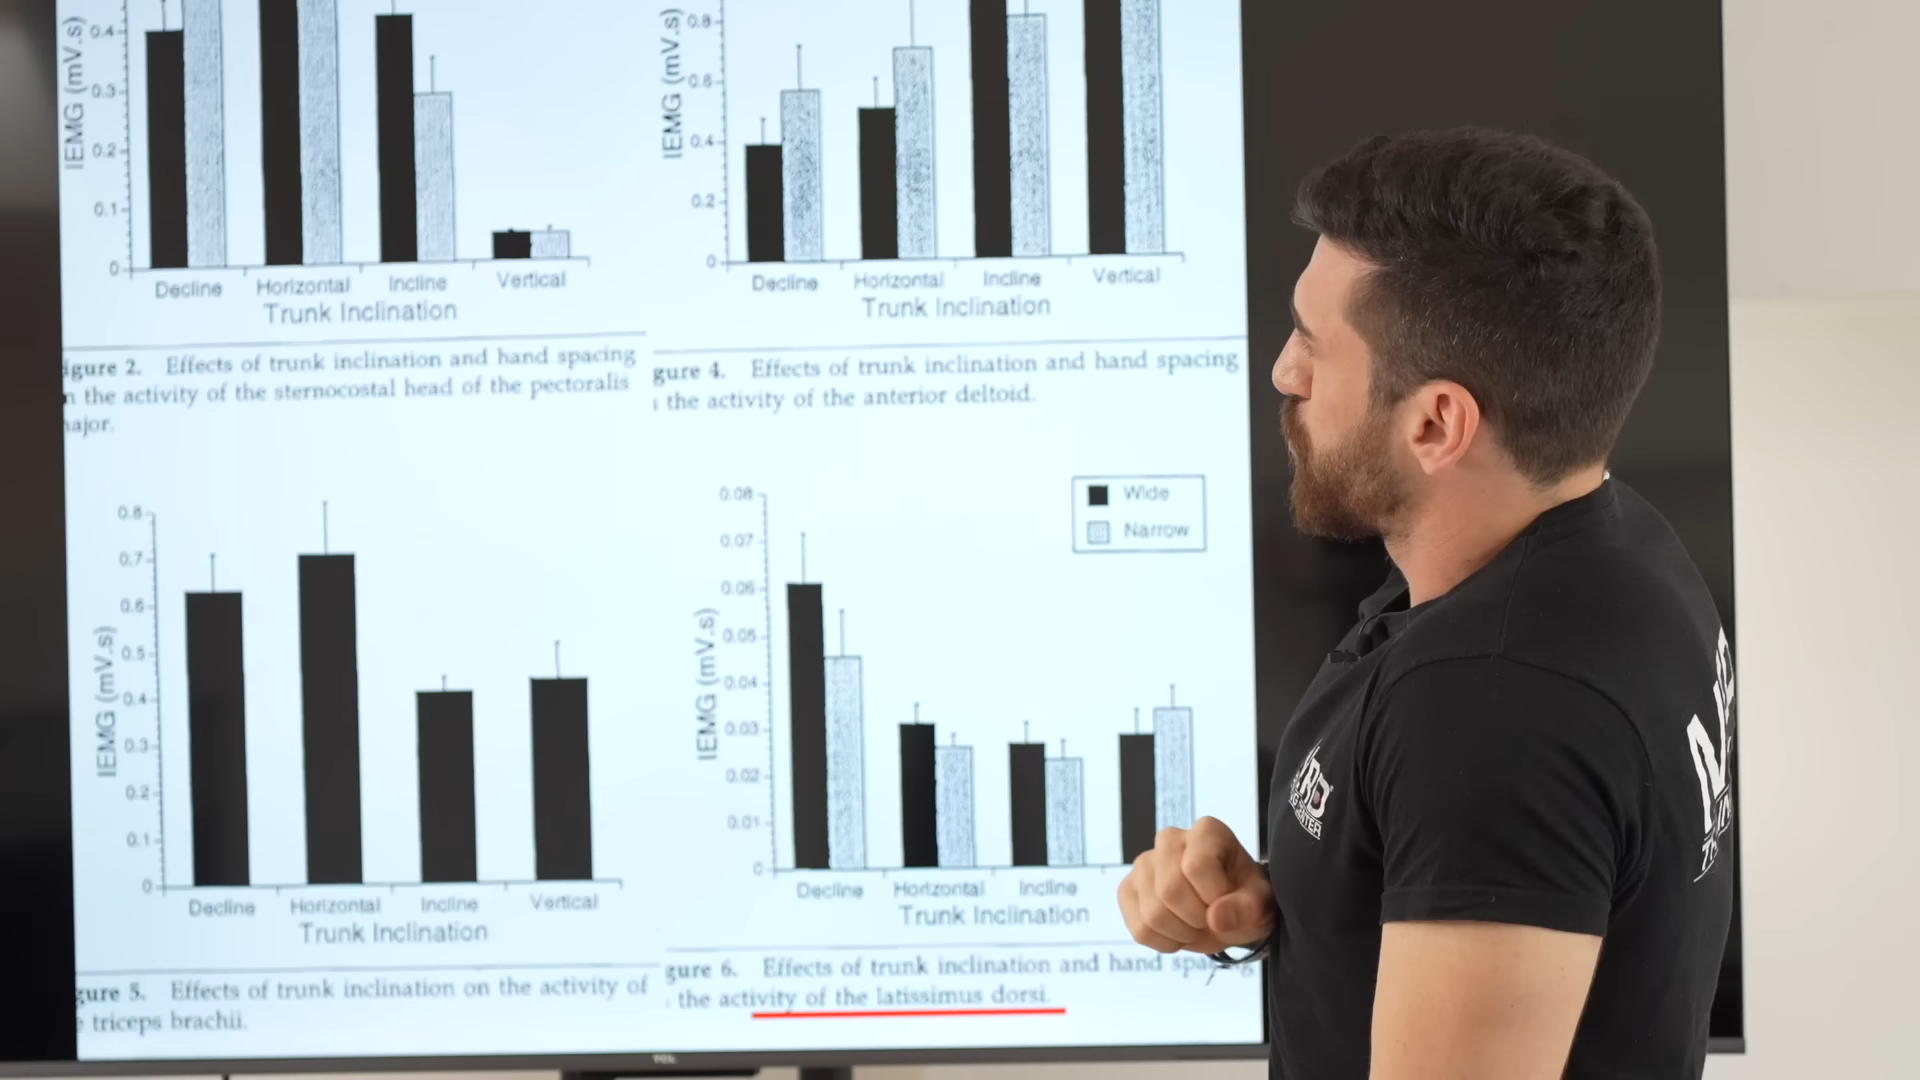 IEMG (mV.s)
0.4
0.3
0.2
0.1
0
Decline Horizontal Incline Vertical
Trunk Inclination
igure 2. Effects of trunk inclination and hand spacing
n the activity of the sternocostal head of the pectoralis
ajor.
IEMG (mV.s)
0.8
0.6
0.4
0.2
0
Decline Horizontal Incline Vertical
Trunk Inclination
gure 4. Effects of trunk inclination and hand spacing
the activity of the anterior deltoid.
IEMG (mV.s)
0.8
0.7
0.6
0.5
0.4
0.3
0.2
0.1
0
Decline Horizontal Incline Vertical
Trunk Inclination
gure 5. Effects of trunk inclination on the activity of
triceps brachii.
Wide
Narrow
IEMG (mV.s)
0.08
0.07
0.06
0.05
0.04
0.03
0.02
0.01
0
Decline Horizontal Incline
Trunk Inclination
gure 6. Effects of trunk inclination and hand
the activity of the latissimus dorsi.
TCL